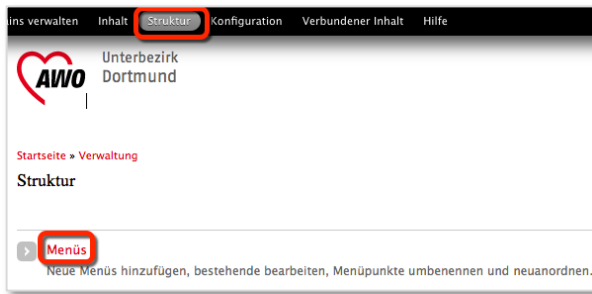 ins verwalten Inhalt Struktur Konfiguration Verbundener Inhalt Hilfe
AWO
Unterbezirk
Dortmund
Startseite » Verwaltung
Struktur
Menüs
Neue Menüs hinzufügen, bestehende bearbeiten, Menüpunkte umbenennen und neuanordnen.